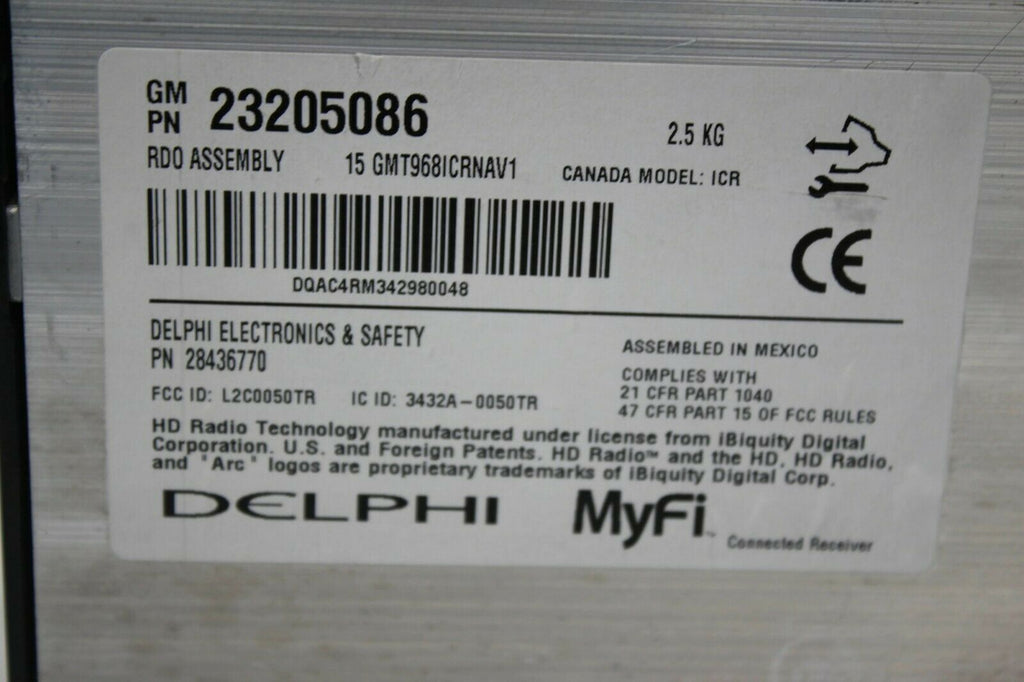 GM PN 23205086
2.5 KG
RDO ASSEMBLY 15 GMT968ICRNAV1 CANADA MODEL: ICR
CE
DQAC4RM342980048
DELPHI ELECTRONICS & SAFETY
PN 28436770
ASSEMBLED IN MEXICO
COMPLIES WITH
21 CFR PART 1040
47 CFR PART 15 OF FCC RULES
FCC ID: L2C0050TR IC ID: 3432A-0050TR
HD Radio Technology manufactured under license from iBiquity Digital
Corporation. U.S. and Foreign Patents. HD Radio™ and the HD, HD Radio,
and "Arc" logos are proprietary trademarks of iBiquity Digital Corp.
DELPHI
MyFi™
Connected Receiver